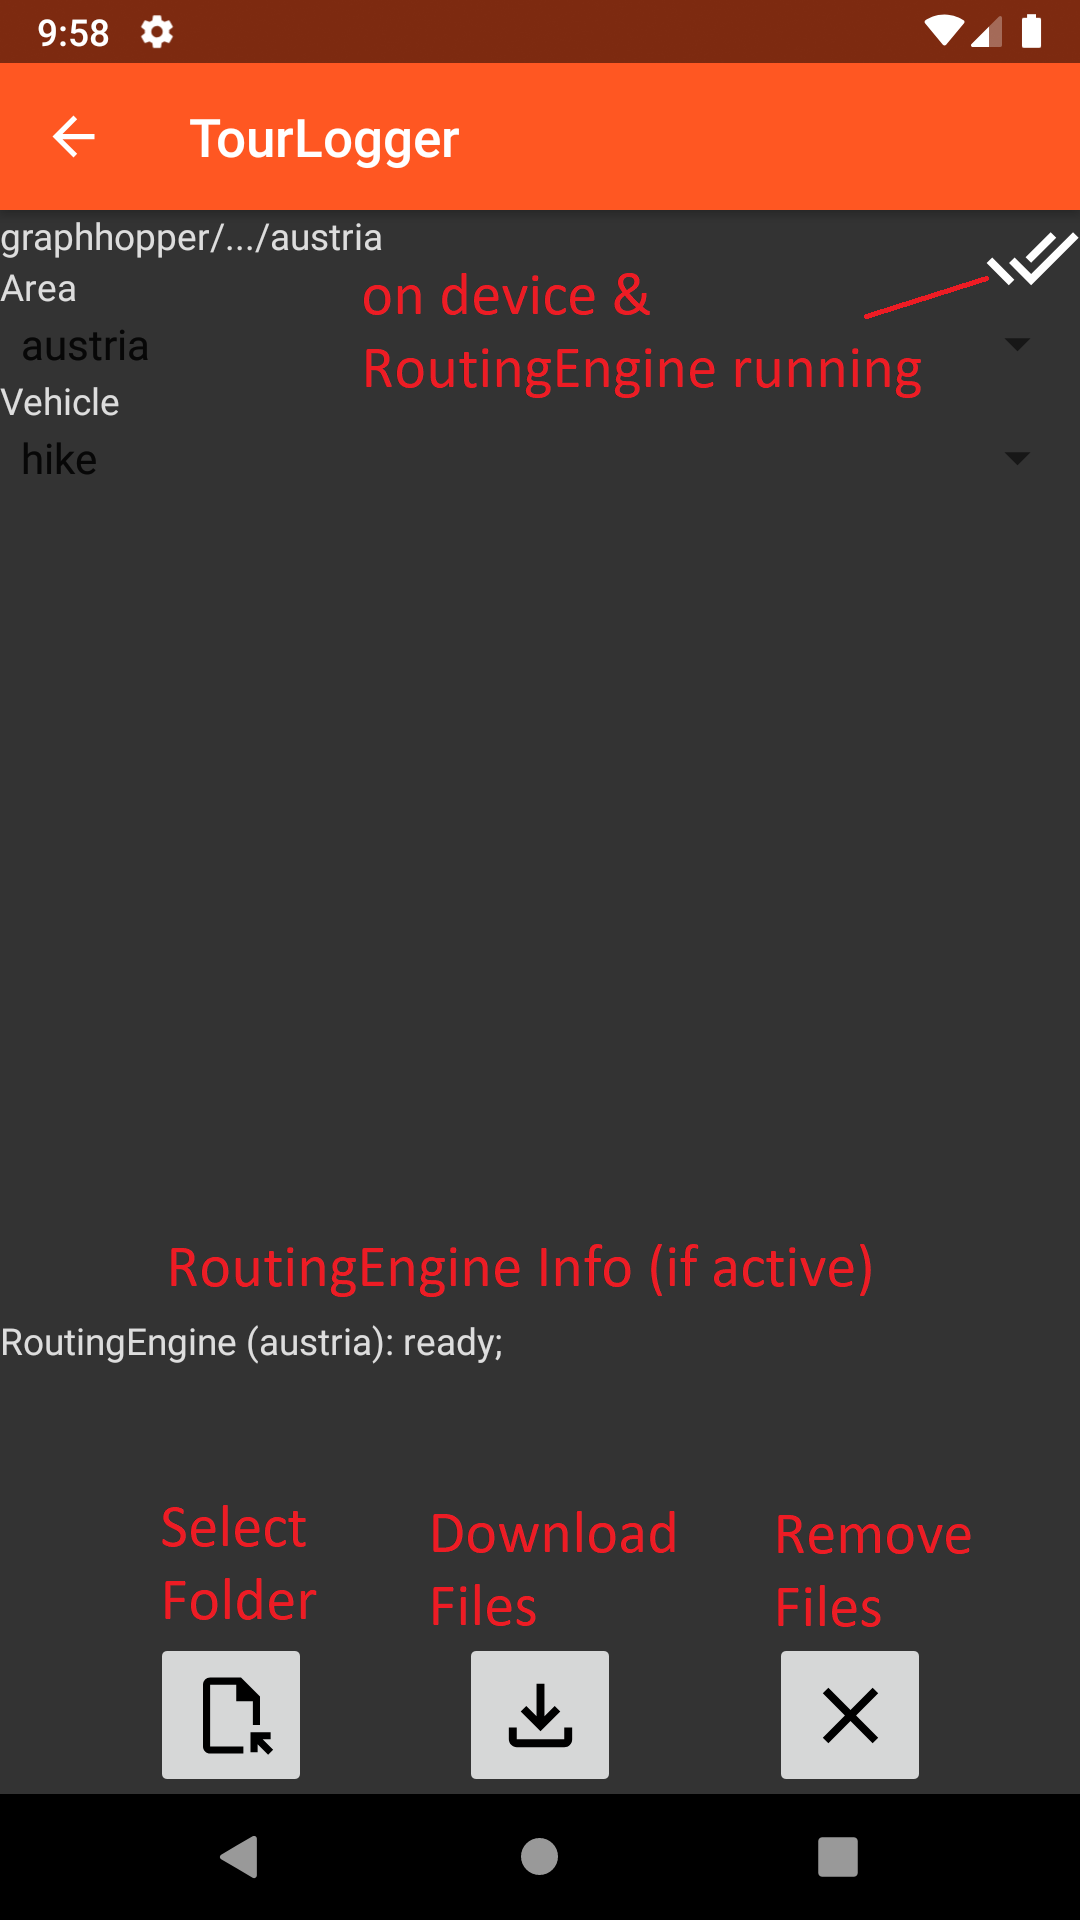 9:58
TourLogger
graphhopper/.../austria
Area
on device &
austria
RoutingEngine running
Vehicle
hike
RoutingEngine Info (if active)
RoutingEngine (austria): ready;
Select Folder
Download Files
Remove Files